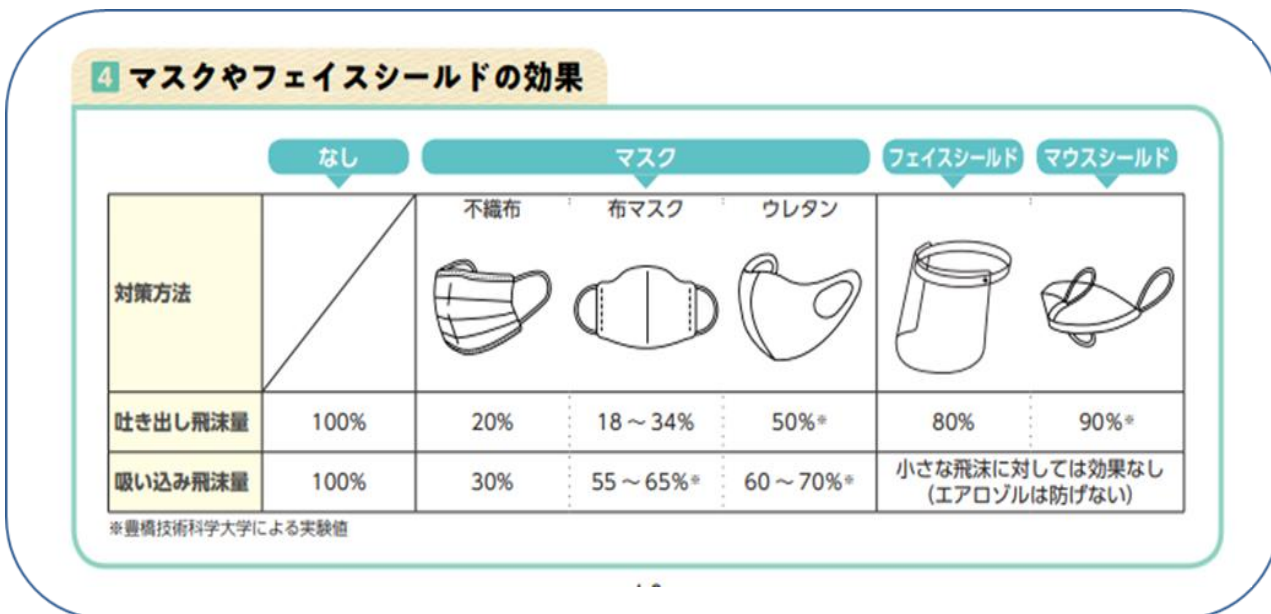 4 マスクやフェイスシールドの効果
なし マスク フェイスシールド マウスシールド
対策方法 不織布 布マスク ウレタン
吐き出し飛沫量 100% 20% 18～34% 50%※ 80% 90%※
吸い込み飛沫量 100% 30% 55～65%※ 60～70%※ 小さな飛沫に対しては効果なし
(エアロゾルは防げない)
※豊橋技術科学大学による実験値